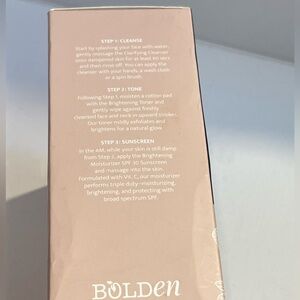 STEP 1: CLEANSE
Start by splashing your face with water,
gently massage the Clarifying Cleanser
onto dampened skin for at least 60 secs
and then rinse off. You can apply the
cleanser with your hands, a wash cloth
or a spin brush.
STEP 2: TONE
Following Step 1, moisten a cotton pad
with the Brightening Toner and
gently wipe against freshly
cleansed face and neck in upward strokes.
Our toner mildly exfoliates and
brightens for a natural glow.
STEP 3: SUNSCREEN
In the AM, while your skin is still damp
from Step 2, apply the Brightening
Moisturizer SPF 30 Sunscreen
and massage into the skin.
Formulated with Vit. C, our moisturizer
performs triple duty-moisturizing,
brightening, and protecting with
broad spectrum SPF.
BOLDEN